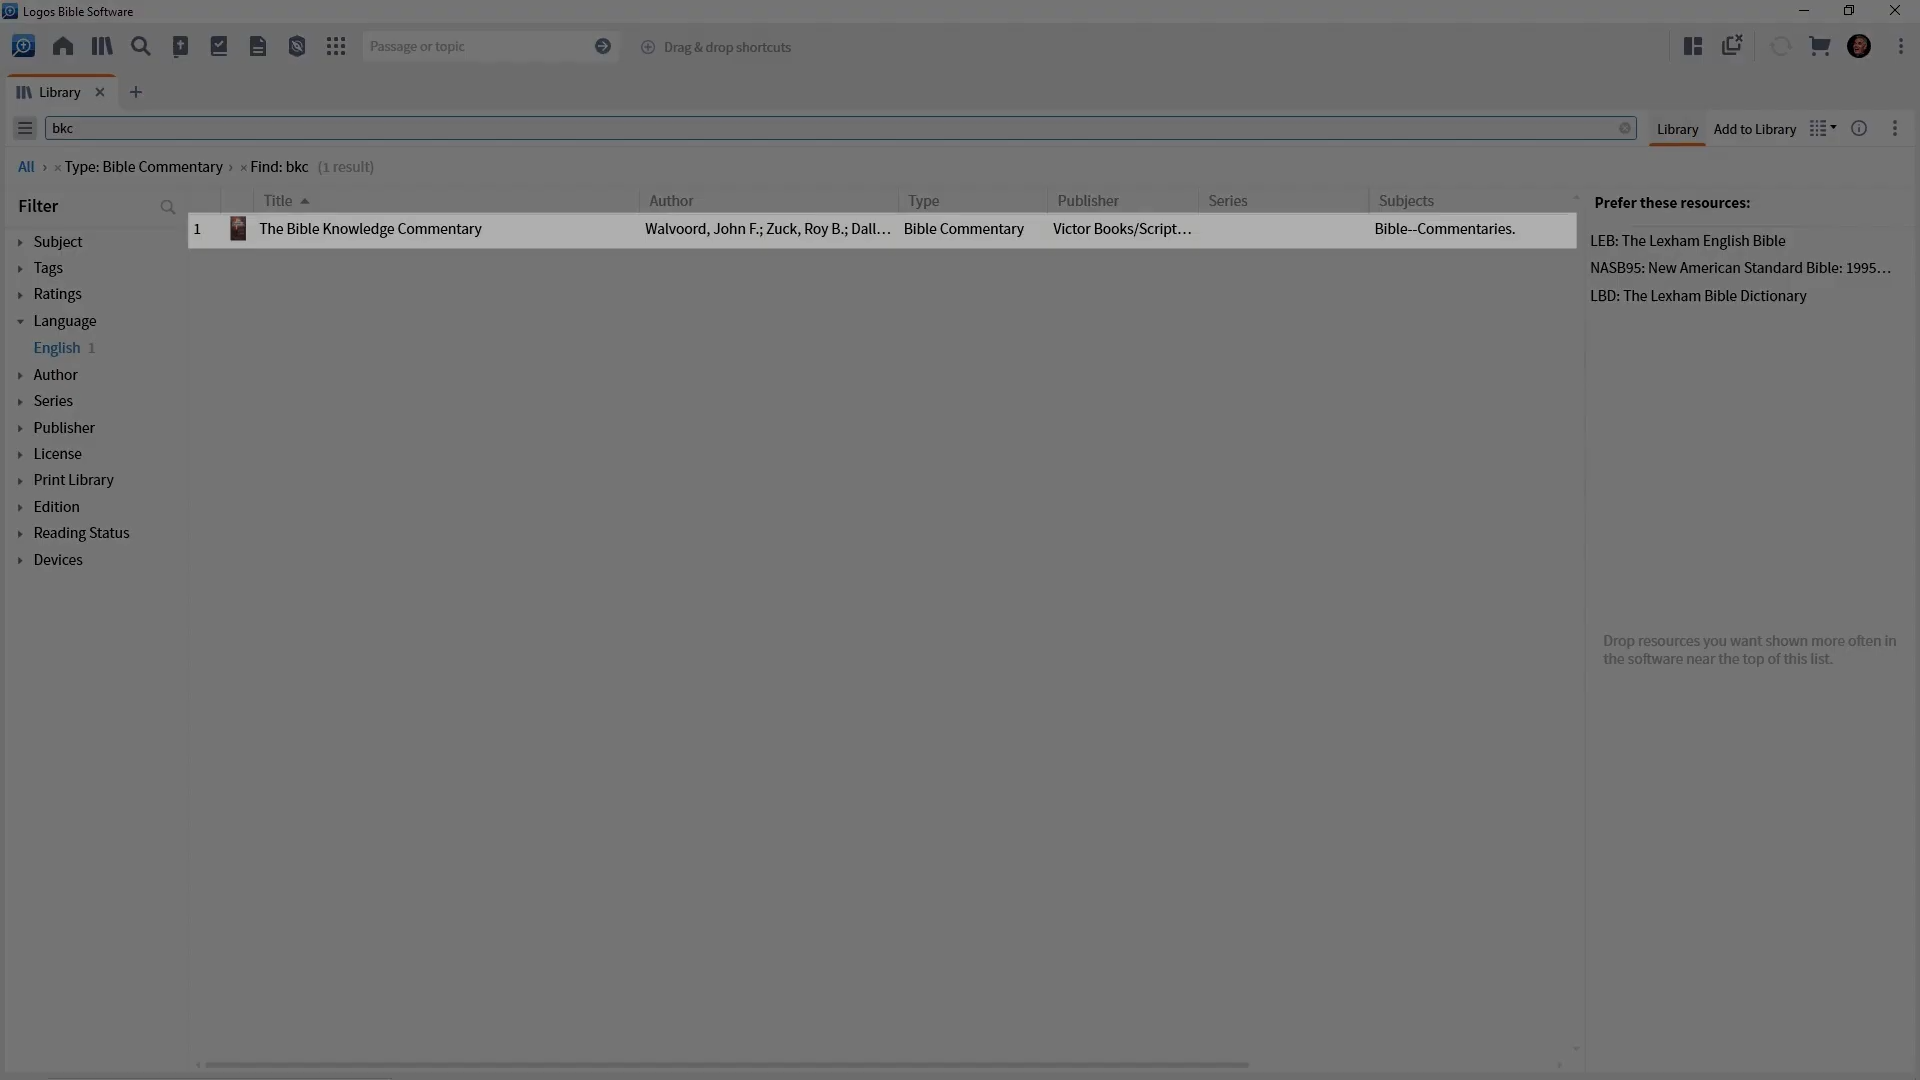 Logos Bible Software
Passage or topic
Drag & drop shortcuts
Library
bkc
Library
Add to Library
All › × Type: Bible Commentary › × Find: bkc (1 result)
Filter
Subject
Tags
Ratings
Language
English 1
Author
Series
Publisher
License
Print Library
Edition
Reading Status
Devices
Title Author Type Publisher Series Subjects
1 The Bible Knowledge Commentary Walvoord, John F.; Zuck, Roy B.; Dall... Bible Commentary Victor Books/Script... Bible--Commentaries.
Prefer these resources:
LEB: The Lexham English Bible
NASB95: New American Standard Bible: 1995...
LBD: The Lexham Bible Dictionary
Drop resources you want shown more often in
the software near the top of this list.